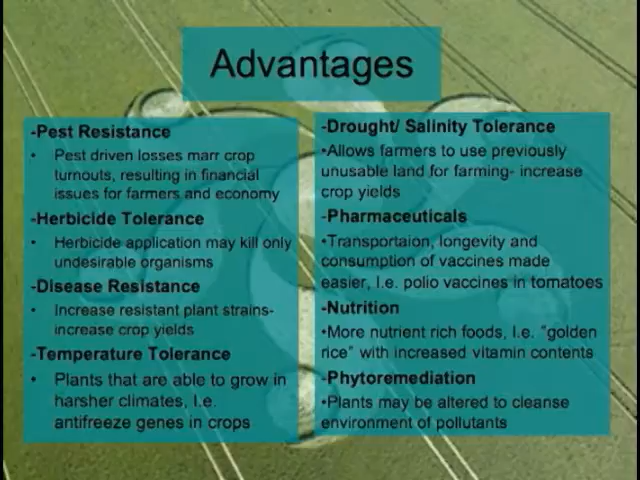 Advantages
-Pest Resistance
• Pest driven losses marr crop
turnouts, resulting in financial
issues for farmers and economy
-Herbicide Tolerance
• Herbicide application may kill only
undesirable organisms
-Disease Resistance
• Increase resistant plant strains-
increase crop yields
-Temperature Tolerance
• Plants that are able to grow in
harsher climates, I.e.
antifreeze genes in crops
-Drought/ Salinity Tolerance
•Allows farmers to use previously
unusable land for farming- increase
crop yields
-Pharmaceuticals
•Transportaion, longevity and
consumption of vaccines made
easier, I.e. polio vaccines in tomatoes
-Nutrition
•More nutrient rich foods, I.e. "golden
rice" with increased vitamin contents
-Phytoremediation
•Plants may be altered to cleanse
environment of pollutants